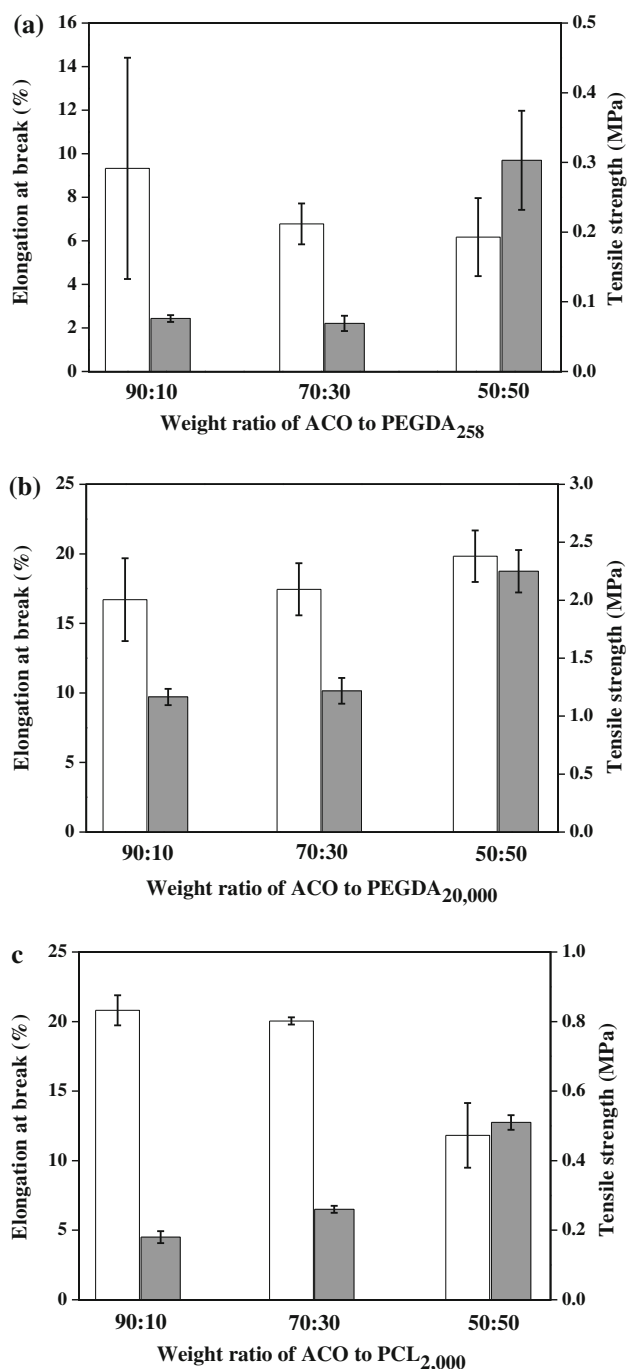 (a)
16
14
12
10
8
6
4
2
0
Elongation at break (%)
0.5
0.4
0.3
0.2
0.1
0.0
Tensile strength (MPa)
90:10 70:30 50:50
Weight ratio of ACO to PEGDA258
(b)
25
20
15
10
5
0
Elongation at break (%)
3.0
2.5
2.0
1.5
1.0
0.5
0.0
Tensile strength (MPa)
90:10 70:30 50:50
Weight ratio of ACO to PEGDA20,000
c
25
20
15
10
5
0
Elongation at break (%)
1.0
0.8
0.6
0.4
0.2
0.0
Tensile strength (MPa)
90:10 70:30 50:50
Weight ratio of ACO to PCL2,000